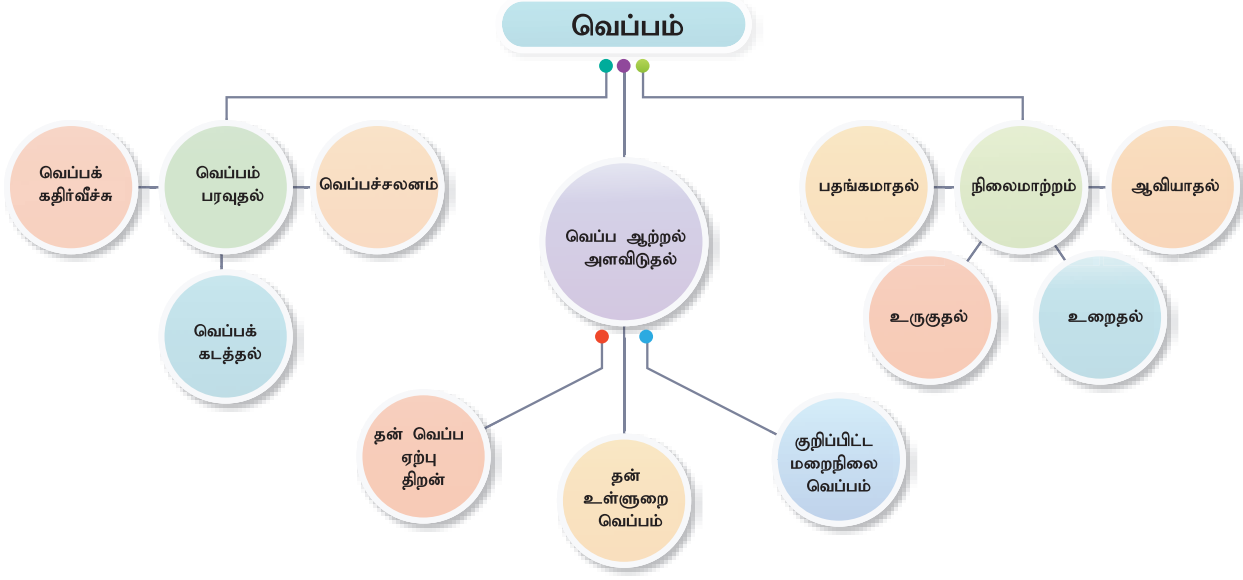 வெப்பம்
வெப்பக்
கதிர்வீச்சு
வெப்பம்
பரவுதல்
வெப்பச்சலனம்
வெப்பக்
கடத்தல்
வெப்ப ஆற்றல்
அளவிடுதல்
தன் வெப்ப
ஏற்பு
திறன்
தன்
உள்ளுறை
வெப்பம்
குறிப்பிட்ட
மறைநிலை
வெப்பம்
பதங்கமாதல்
நிலைமாற்றம்
ஆவியாதல்
உருகுதல்
உறைதல்